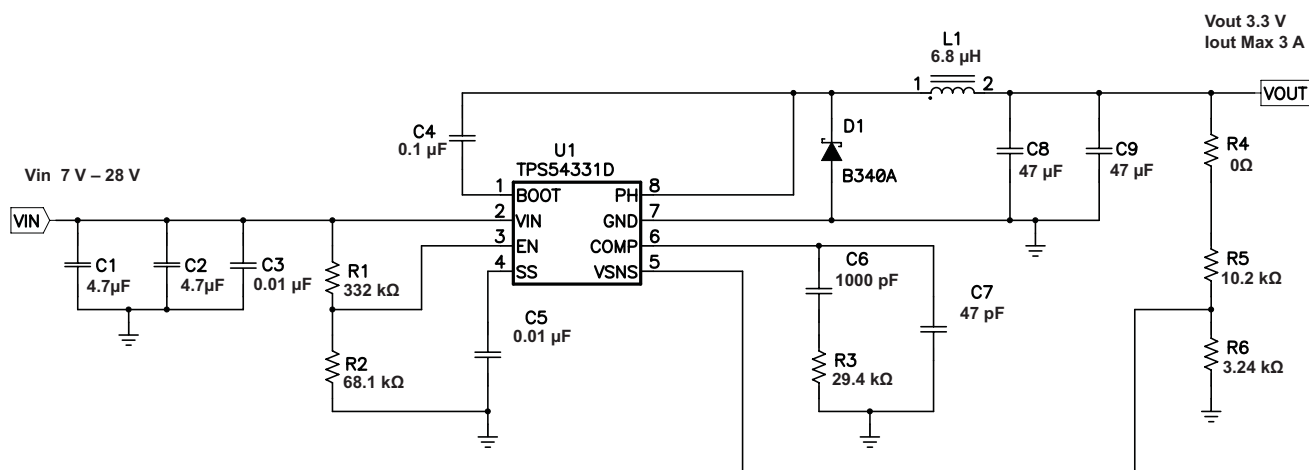 Vout 3.3 V
Iout Max 3 A
L1
6.8 µH
1 2
VOUT
C4
0.1 µF
D1
B340A
C8
47 µF
C9
47 µF
R4
0Ω
U1
TPS54331D
Vin 7 V – 28 V
VIN
1 BOOT PH 8
2 VIN GND 7
3 EN COMP 6
4 SS VSNS 5
C1
4.7µF
C2
4.7µF
C3
0.01 µF
R1
332 kΩ
C5
0.01 µF
R2
68.1 kΩ
C6
1000 pF
C7
47 pF
R3
29.4 kΩ
R5
10.2 kΩ
R6
3.24 kΩ